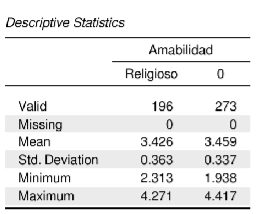 Descriptive Statistics
Amabilidad
Religioso 0
Valid 196 273
Missing 0 0
Mean 3.426 3.459
Std. Deviation 0.363 0.337
Minimum 2.313 1.938
Maximum 4.271 4.417